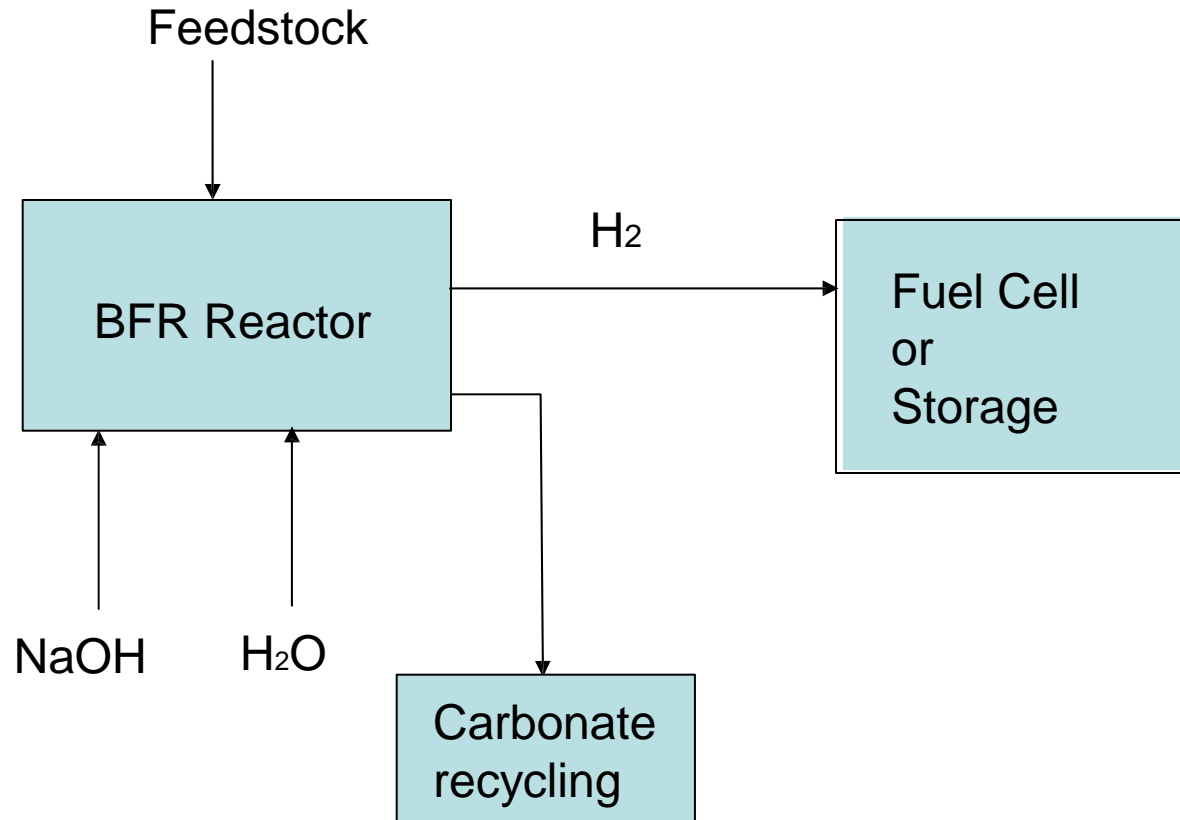 Feedstock
H2
BFR Reactor
Fuel Cell
or
Storage
NaOH
H2O
Carbonate
recycling